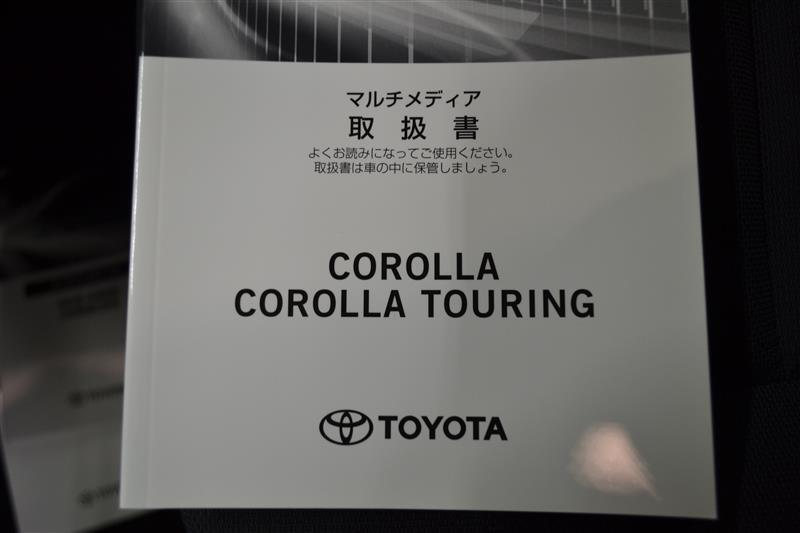 マルチメディア
取扱書
よくお読みになってご使用ください。
取扱書は車の中に保管しましょう。
COROLLA
COROLLA TOURING
TOYOTA